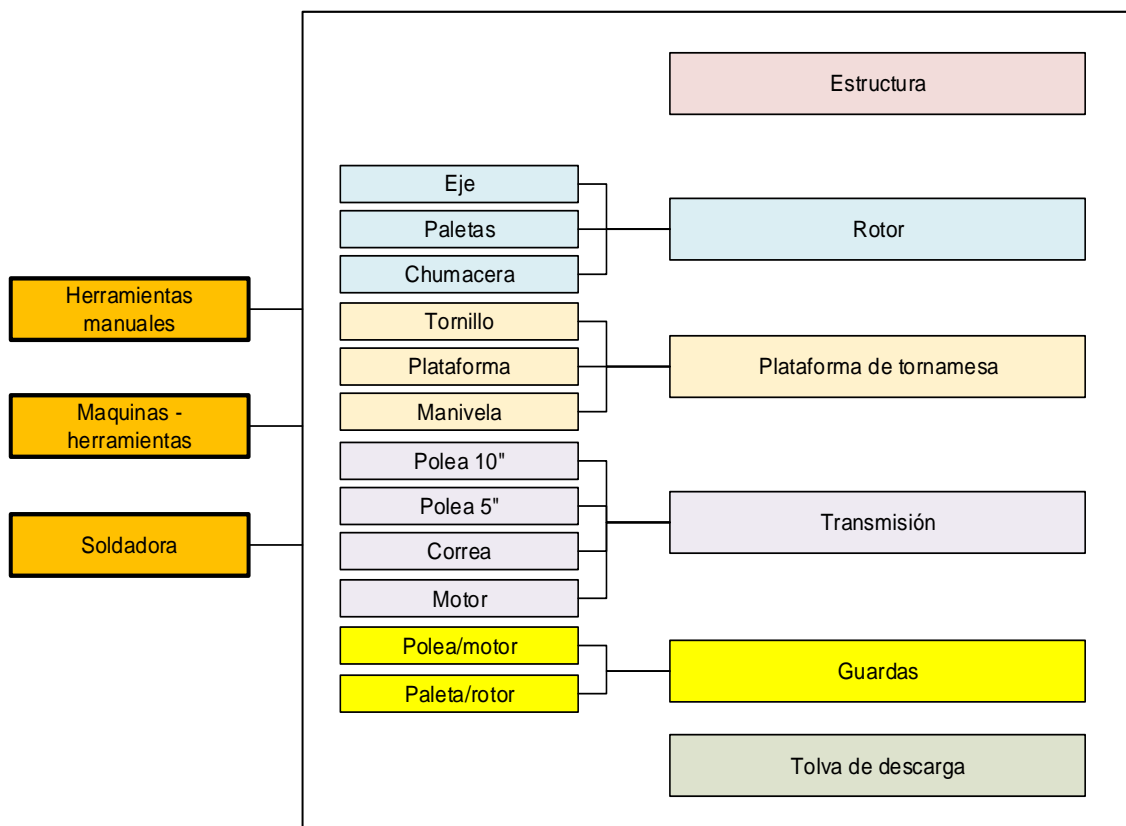 Herramientas
manuales
Maquinas -
herramientas
Soldadora
Eje
Paletas
Chumacera
Tornillo
Plataforma
Manivela
Polea 10"
Polea 5"
Correa
Motor
Polea/motor
Paleta/rotor
Estructura
Rotor
Plataforma de tornamesa
Transmisión
Guardas
Tolva de descarga